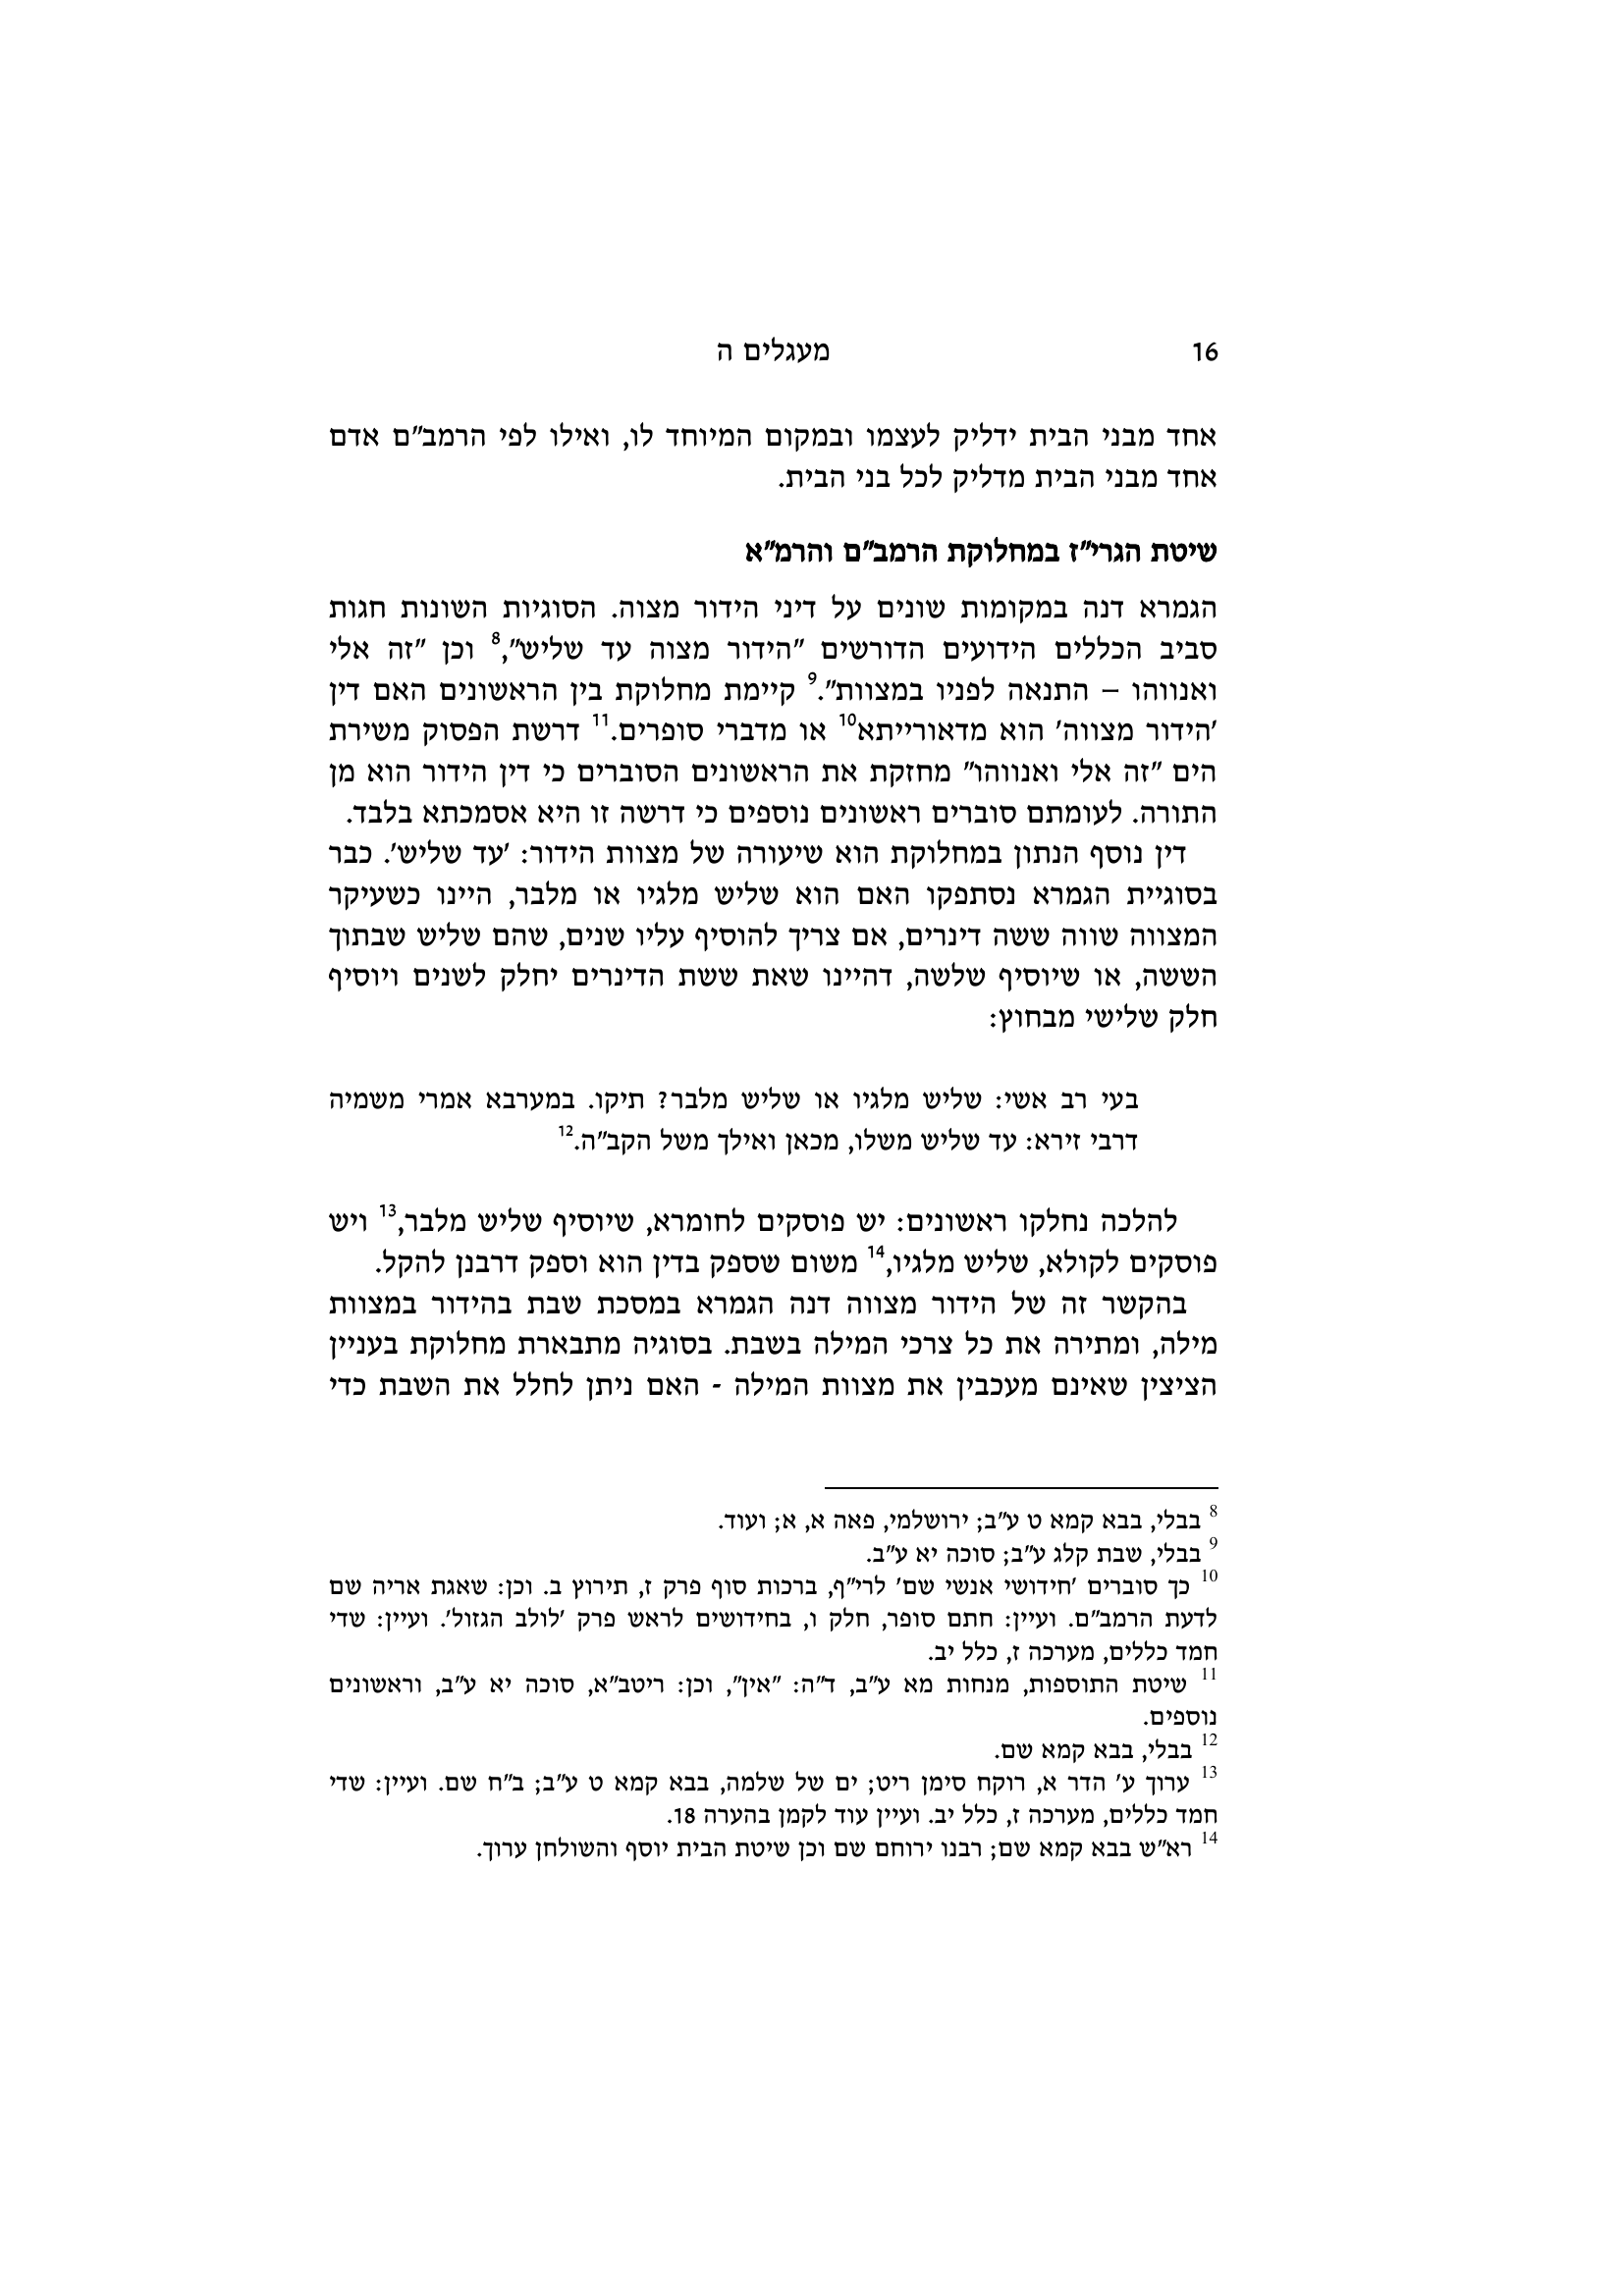 16 מעגלים ה
אחד מבני הבית ידליק לעצמו ובמקום המיוחד לו, ואילו לפי הרמב"ם אדם
אחד מבני הבית מדליק לכל בני הבית.
שיטת הגרי"ז במחלוקת הרמב"ם והרמ"א
הגמרא דנה במקומות שונים על דיני הידור מצוה. הסוגיות השונות חגות
סביב הכללים הידועים הדורשים "הידור מצוה עד שליש",8 וכן "זה אלי
ואנווהו – התנאה לפניו במצוות".9 קיימת מחלוקת בין הראשונים האם דין
'הידור מצווה' הוא מדאורייתא10 או מדברי סופרים.11 דרשת הפסוק משירת
הים "זה אלי ואנווהו" מחזקת את הראשונים הסוברים כי דין הידור הוא מן
התורה. לעומתם סוברים ראשונים נוספים כי דרשה זו היא אסמכתא בלבד.
דין נוסף הנתון במחלוקת הוא שיעורה של מצוות הידור: 'עד שליש'. כבר
בסוגיית הגמרא נסתפקו האם הוא שליש מלגיו או מלבר, היינו כשעיקר
המצווה שווה ששה דינרים, אם צריך להוסיף עליו שנים, שהם שליש שבתוך
הששה, או שיוסיף שלשה, דהיינו שאת ששת הדינרים יחלק לשנים ויוסיף
חלק שלישי מבחוץ:
בעי רב אשי: שליש מלגיו או שליש מלבר? תיקו. במערבא אמרי משמיה
דרבי זירא: עד שליש משלו, מכאן ואילך משל הקב"ה.12
להלכה נחלקו ראשונים: יש פוסקים לחומרא, שיוסיף שליש מלבר,13 ויש
פוסקים לקולא, שליש מלגיו,14 משום שספק בדין הוא וספק דרבנן להקל.
בהקשר זה של הידור מצווה דנה הגמרא במסכת שבת בהידור במצוות
מילה, ומתירה את כל צרכי המילה בשבת. בסוגיה מתבארת מחלוקת בעניין
הציצין שאינם מעכבין את מצוות המילה - האם ניתן לחלל את השבת כדי
8 בבלי, בבא קמא ט ע"ב; ירושלמי, פאה א, א; ועוד.
9 בבלי, שבת קלג ע"ב; סוכה יא ע"ב.
10 כך סוברים 'חידושי אנשי שם' לרי"ף, ברכות סוף פרק ז, תירוץ ב. וכן: שאגת אריה שם
לדעת הרמב"ם. ועיין: חתם סופר, חלק ו, בחידושים לראש פרק 'לולב הגזול'. ועיין: שדי
חמד כללים, מערכה ז, כלל יב.
11 שיטת התוספות, מנחות מא ע"ב, ד"ה: "אין", וכן: ריטב"א, סוכה יא ע"ב, וראשונים
נוספים.
12 בבלי, בבא קמא שם.
13 ערוך ע' הדר א, רוקח סימן ריט; ים של שלמה, בבא קמא ט ע"ב; ב"ח שם. ועיין: שדי
חמד כללים, מערכה ז, כלל יב. ועיין עוד לקמן בהערה 18.
14 רא"ש בבא קמא שם; רבנו ירוחם שם וכן שיטת הבית יוסף והשולחן ערוך.